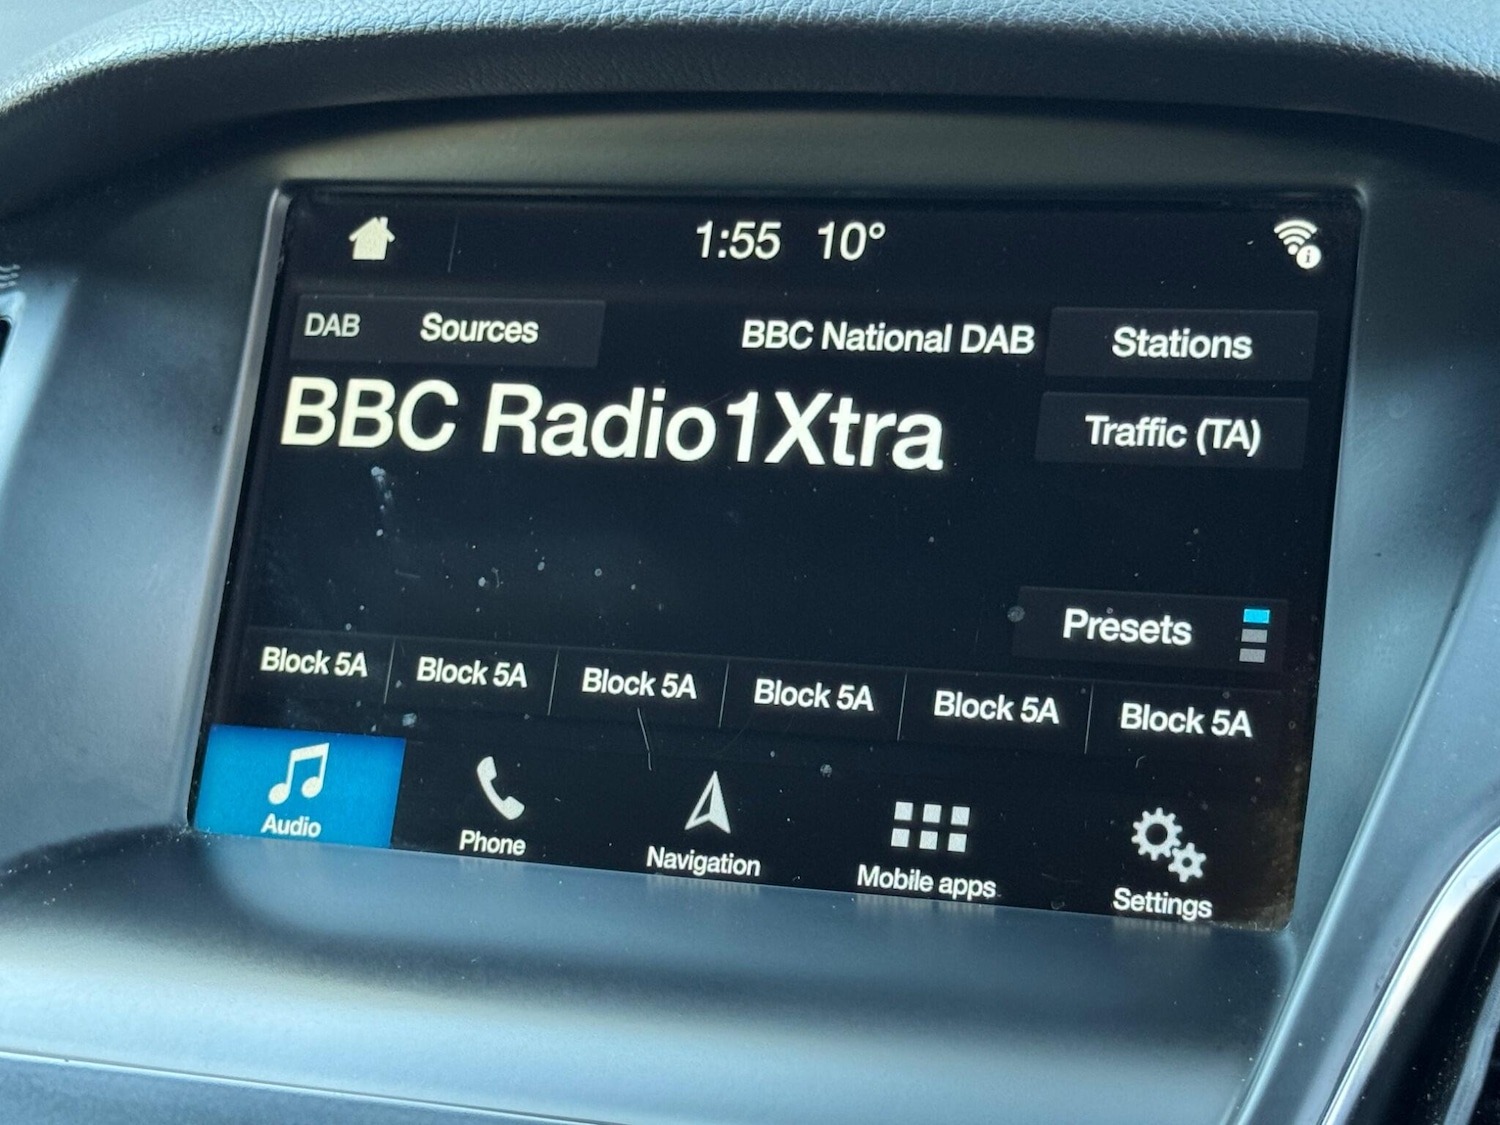 1:55 10°
DAB Sources BBC National DAB Stations
BBC Radio1Xtra
Traffic (TA)
Presets
Block 5A Block 5A Block 5A Block 5A Block 5A Block 5A
Audio Phone Navigation Mobile apps Settings